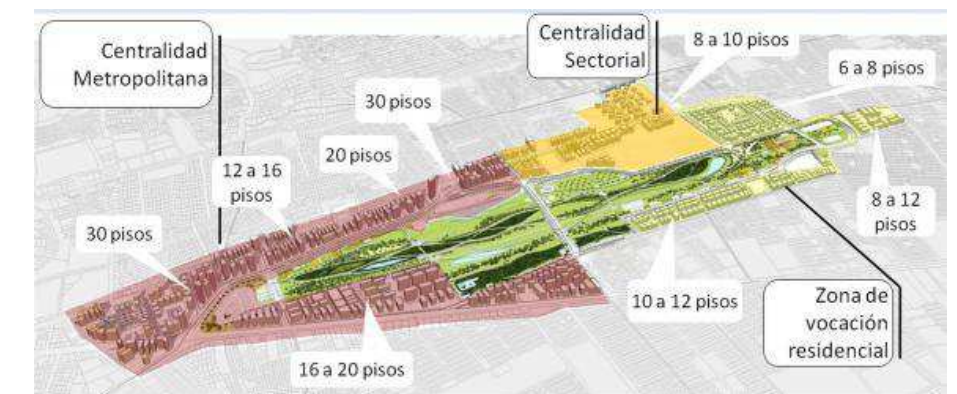 Centralidad
Metropolitana
Centralidad
Sectorial
8 a 10 pisos
6 a 8 pisos
30 pisos
20 pisos
12 a 16
pisos
30 pisos
8 a 12
pisos
10 a 12 pisos
Zona de
vocación
residencial
16 a 20 pisos